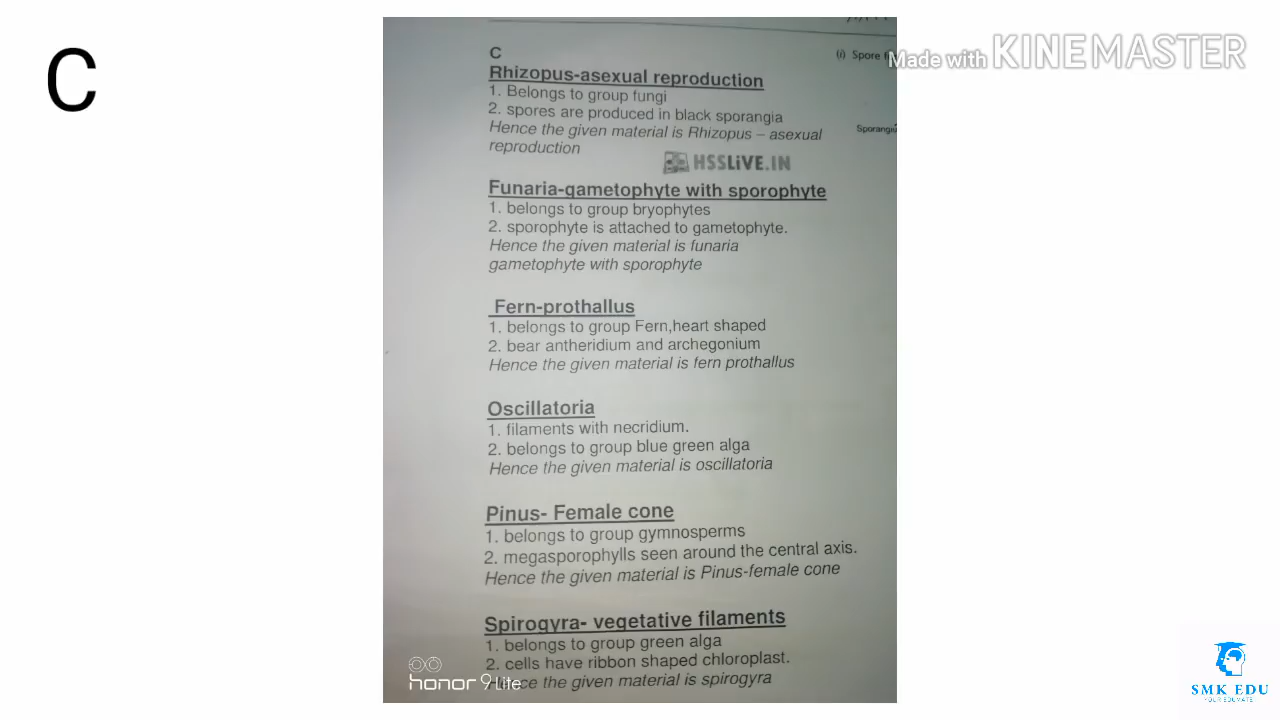 C
Made with KINEMASTER
C
(i) Spore
Rhizopus-asexual reproduction
1. Belongs to group fungi
2. spores are produced in black sporangia
Hence the given material is Rhizopus – asexual
reproduction
HSSLiVE.IN
Funaria-gametophyte with sporophyte
1. belongs to group bryophytes
2. sporophyte is attached to gametophyte.
Hence the given material is funaria
gametophyte with sporophyte
Fern-prothallus
1. belongs to group Fern,heart shaped
2. bear antheridium and archegonium
Hence the given material is fern prothallus
Oscillatoria
1. filaments with necridium.
2. belongs to group blue green alga
Hence the given material is oscillatoria
Pinus- Female cone
1. belongs to group gymnosperms
2. megasporophylls seen around the central axis.
Hence the given material is Pinus-female cone
Spirogyra- vegetative filaments
1. belongs to group green alga
2. cells have ribbon shaped chloroplast.
Hence the given material is spirogyra
honor 9 Lite
SMK EDU
YOUR EDUMATE